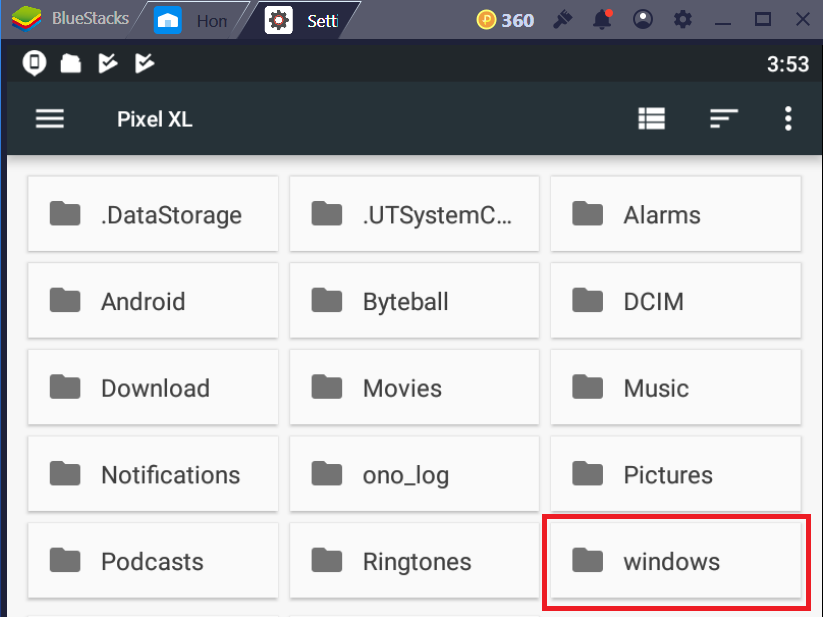 BlueStacks Hon Setti P 360
3:53
Pixel XL
.DataStorage .UTSystemC... Alarms
Android Byteball DCIM
Download Movies Music
Notifications ono_log Pictures
Podcasts Ringtones windows